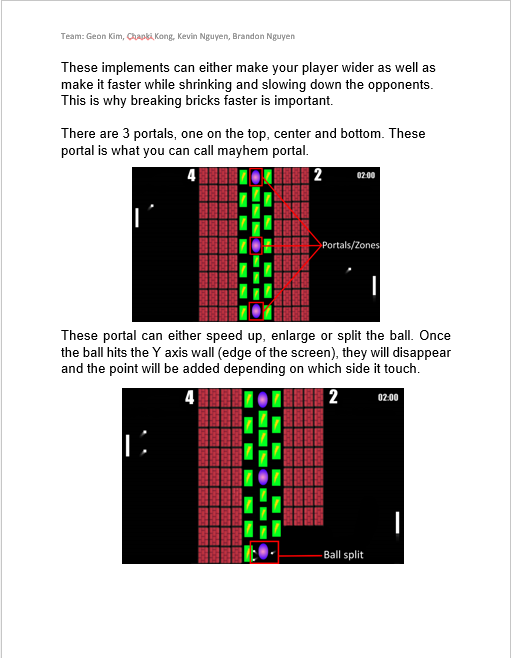 Team: Geon Kim, Chanki Kong, Kevin Nguyen, Brandon Nguyen
These implements can either make your player wider as well as
make it faster while shrinking and slowing down the opponents.
This is why breaking bricks faster is important.
There are 3 portals, one on the top, center and bottom. These
portal is what you can call mayhem portal.
4 2 02:00
Portals/Zones
These portal can either speed up, enlarge or split the ball. Once
the ball hits the Y axis wall (edge of the screen), they will disappear
and the point will be added depending on which side it touch.
4 2 02:00
Ball split